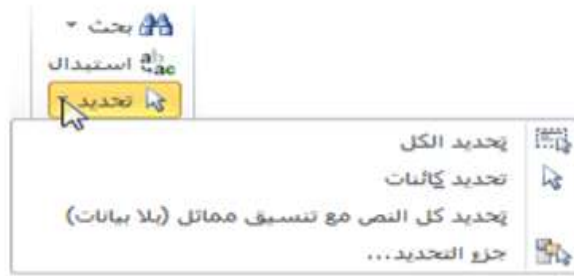 بحث
استبدال
تحديد
تحديد الكل
تحديد كائنات
تحديد كل النص مع تنسيق مماثل (بلا بيانات)
جزء التحديد...